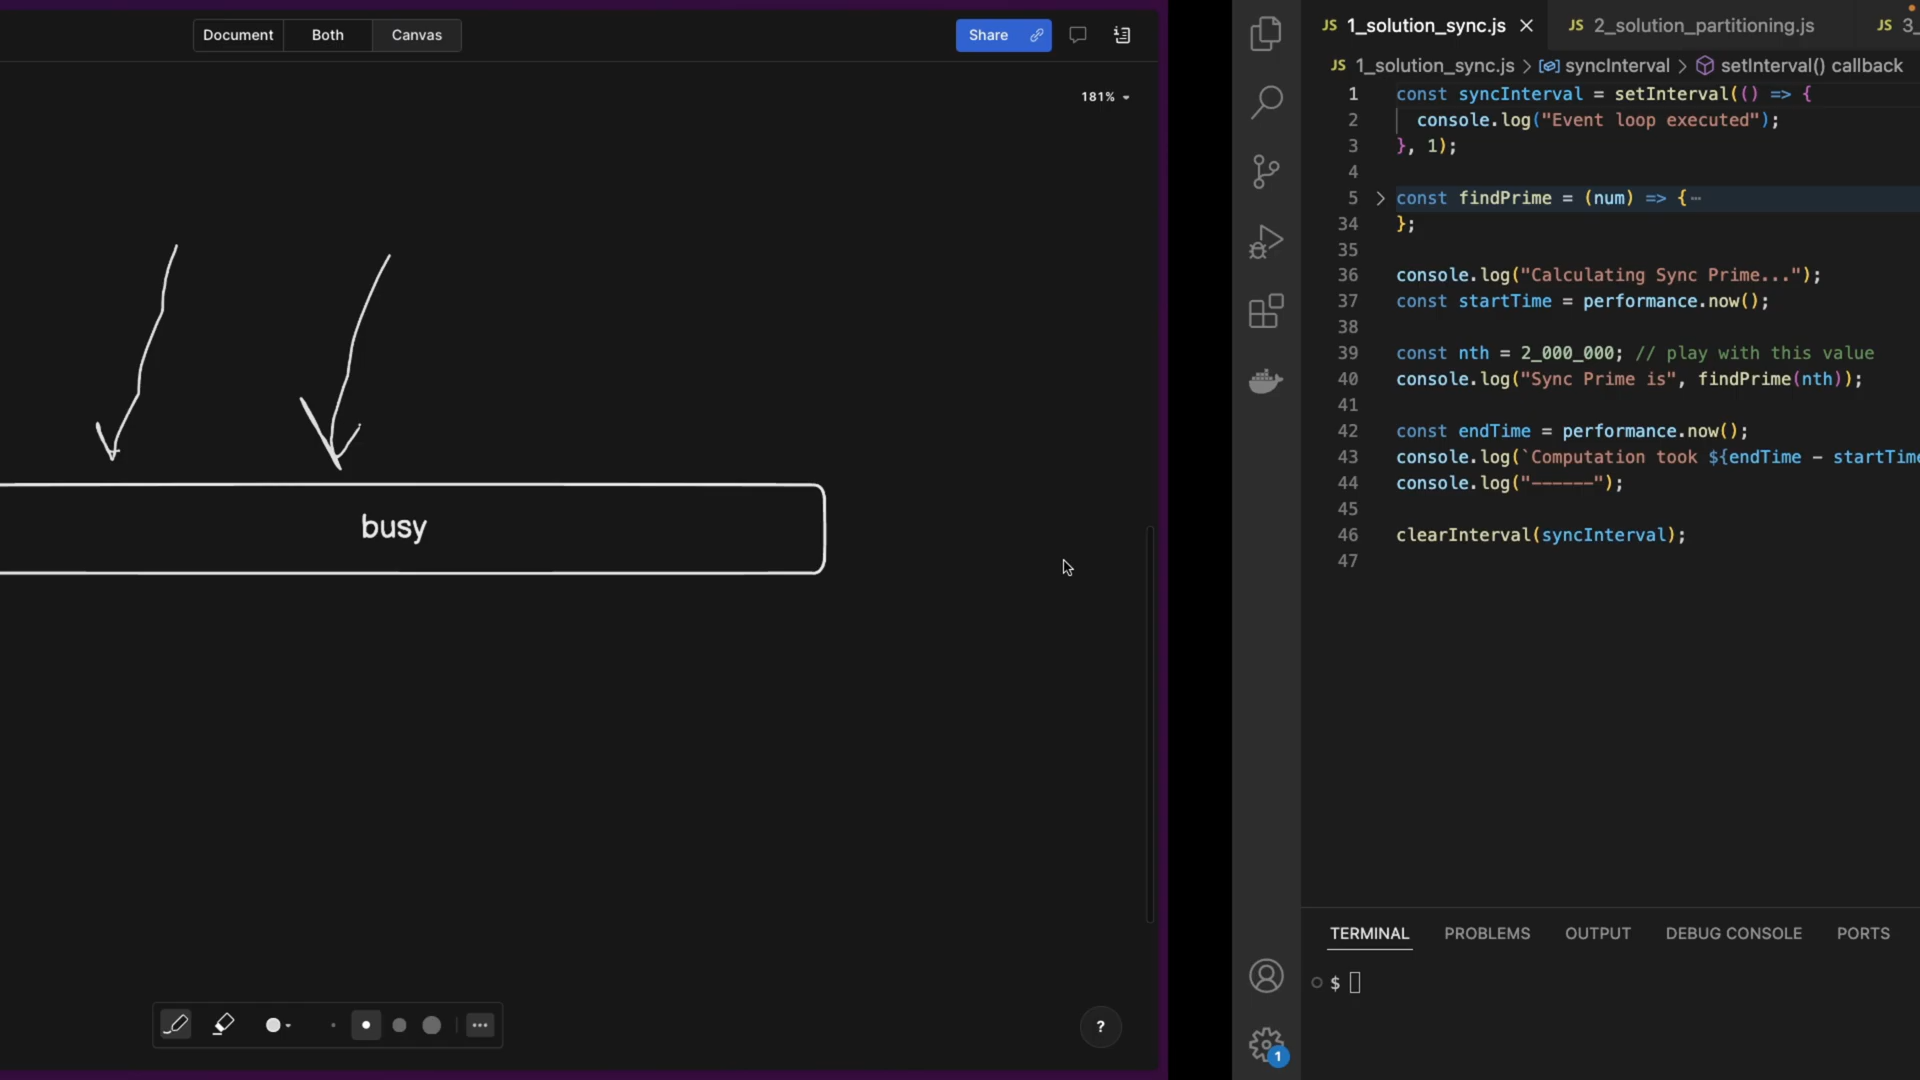 Document
Both
Canvas
Share
181%
busy
?
JS 1_solution_sync.js
JS 2_solution_partitioning.js
JS 3_
JS 1_solution_sync.js > syncInterval > setInterval() callback
1 const syncInterval = setInterval(() => {
2 console.log("Event loop executed");
3 }, 1);
4
5 const findPrime = (num) => {…
34 };
35
36 console.log("Calculating Sync Prime...");
37 const startTime = performance.now();
38
39 const nth = 2_000_000; // play with this value
40 console.log("Sync Prime is", findPrime(nth));
41
42 const endTime = performance.now();
43 console.log(`Computation took ${endTime - startTime
44 console.log("------");
45
46 clearInterval(syncInterval);
47
TERMINAL
PROBLEMS
OUTPUT
DEBUG CONSOLE
PORTS
$
1